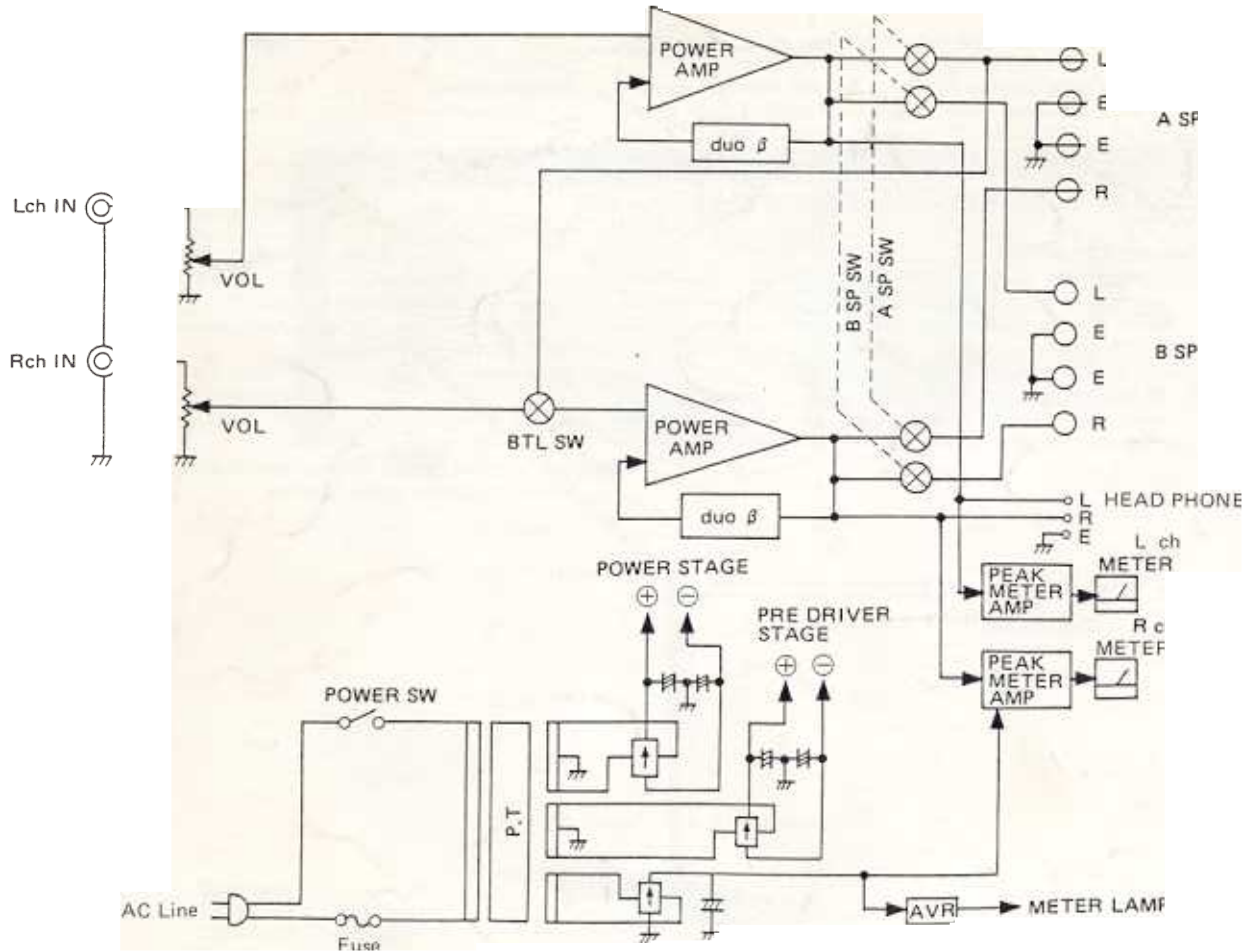 POWER
AMP
L
E
A SP
duo β
E
R
Lch IN
VOL
B SP SW
A SP SW
L
E
B SP
E
Rch IN
VOL
BTL SW
POWER
AMP
R
duo β
L HEAD PHONE
R
E
L ch
METER
PEAK
METER
AMP
POWER STAGE
⊕ ⊖
PRE DRIVER
STAGE
⊕ ⊖
R c
METER
PEAK
METER
AMP
POWER SW
P.T
AC Line
Fuse
AVR
METER LAMP